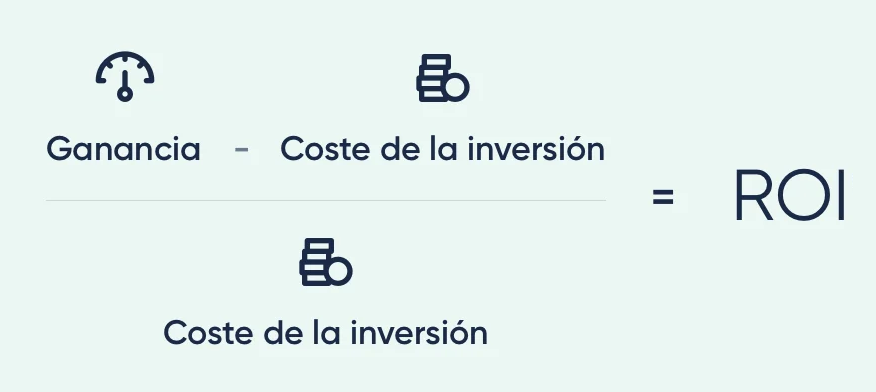 Ganancia - Coste de la inversión
= ROI
Coste de la inversión